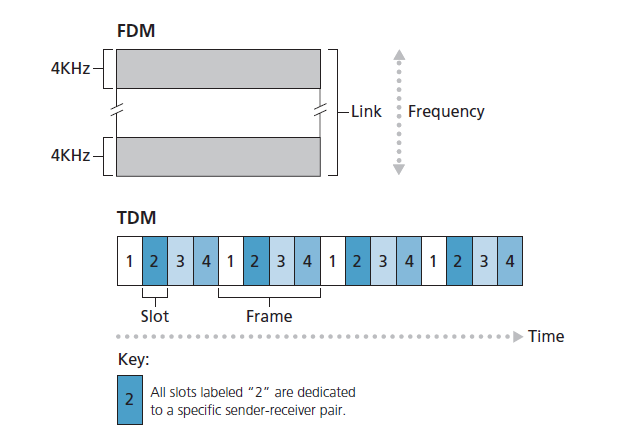 FDM
4KHz
Link
Frequency
4KHz
TDM
1 2 3 4 1 2 3 4 1 2 3 4 1 2 3 4
Slot
Frame
Time
Key:
2
All slots labeled “2” are dedicated
to a specific sender-receiver pair.